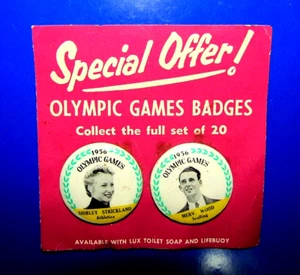 Special Offer!
OLYMPIC GAMES BADGES
Collect the full set of 20
1956
OLYMPIC GAMES
SHIRLEY STRICKLAND
Athletics
1956
OLYMPIC GAMES
MERV. WOOD
Sculling
AVAILABLE WITH LUX TOILET SOAP AND LIFEBUOY